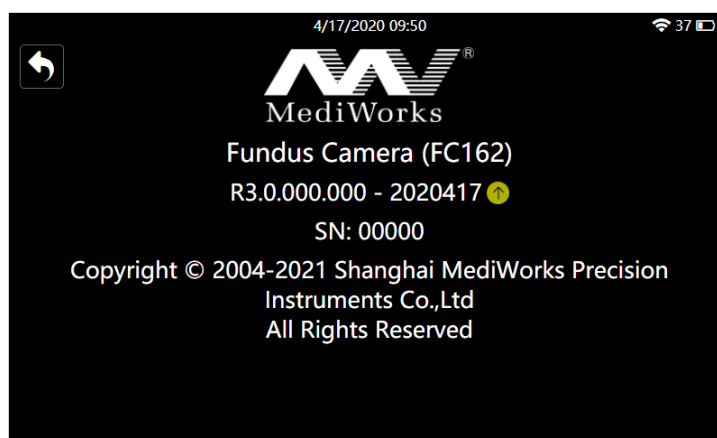 4/17/2020 09:50
37
®
MediWorks
Fundus Camera (FC162)
R3.0.000.000 - 2020417
SN: 00000
Copyright © 2004-2021 Shanghai MediWorks Precision
Instruments Co.,Ltd
All Rights Reserved